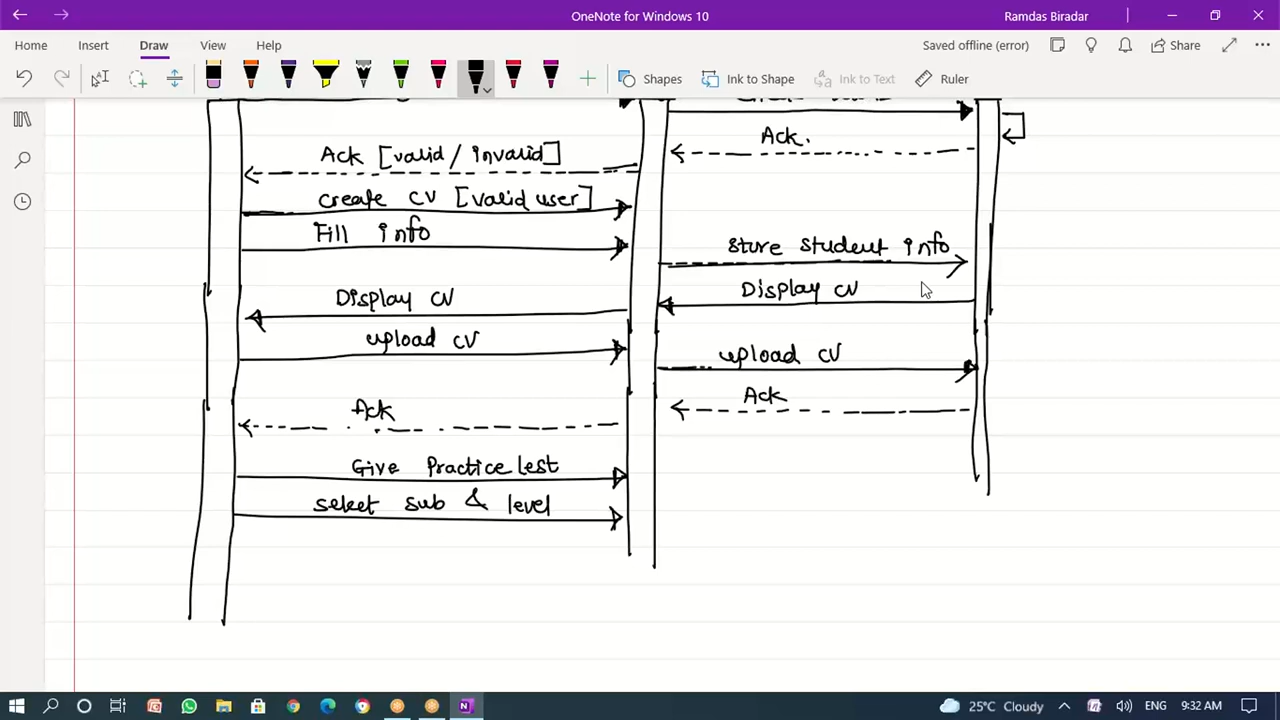 OneNote for Windows 10
Ramdas Biradar
Home Insert Draw View Help
Saved offline (error)
Share
Shapes
Ink to Shape
Ink to Text
Ruler
Ack.
Ack [valid / invalid]
create cv [valid user]
Fill info
store student info
Display cv
Display cv
upload cv
upload cv
Ack
Ack
Give Practice test
select sub & level
25°C Cloudy
ENG
9:32 AM